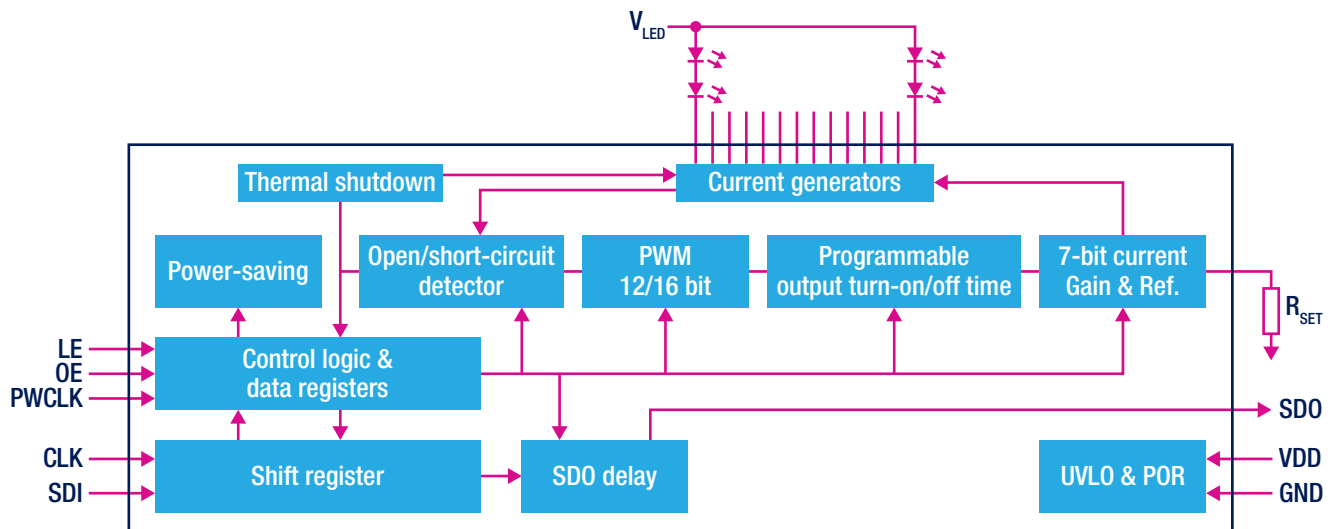 VLED
Thermal shutdown
Current generators
Power-saving
Open/short-circuit
detector
PWM
12/16 bit
Programmable
output turn-on/off time
7-bit current
Gain & Ref.
RSET
LE
OE
PWCLK
Control logic &
data registers
SDO
CLK
SDI
Shift register
SDO delay
UVLO & POR
VDD
GND